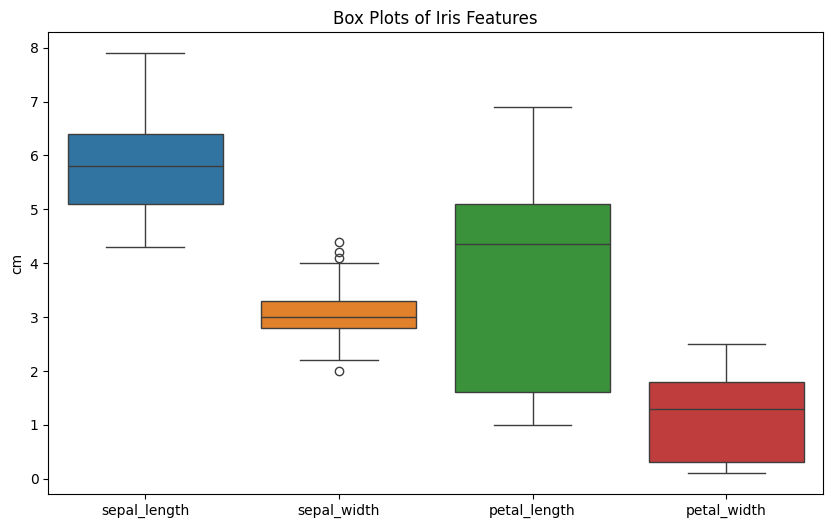 Box Plots of Iris Features
cm
8
7
6
5
4
3
2
1
0
sepal_length
sepal_width
petal_length
petal_width